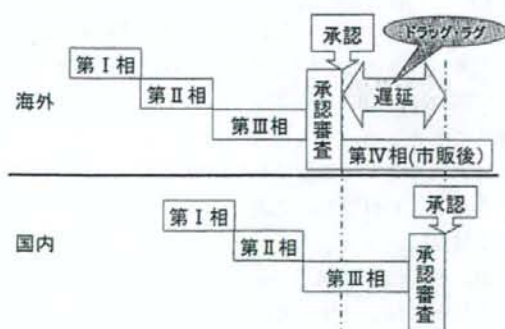 承認
ドラッグ・ラグ
海外
第Ⅰ相
第Ⅱ相
第Ⅲ相
承認審査
遅延
第Ⅳ相(市販後)
国内
承認
第Ⅰ相
第Ⅱ相
第Ⅲ相
承認審査